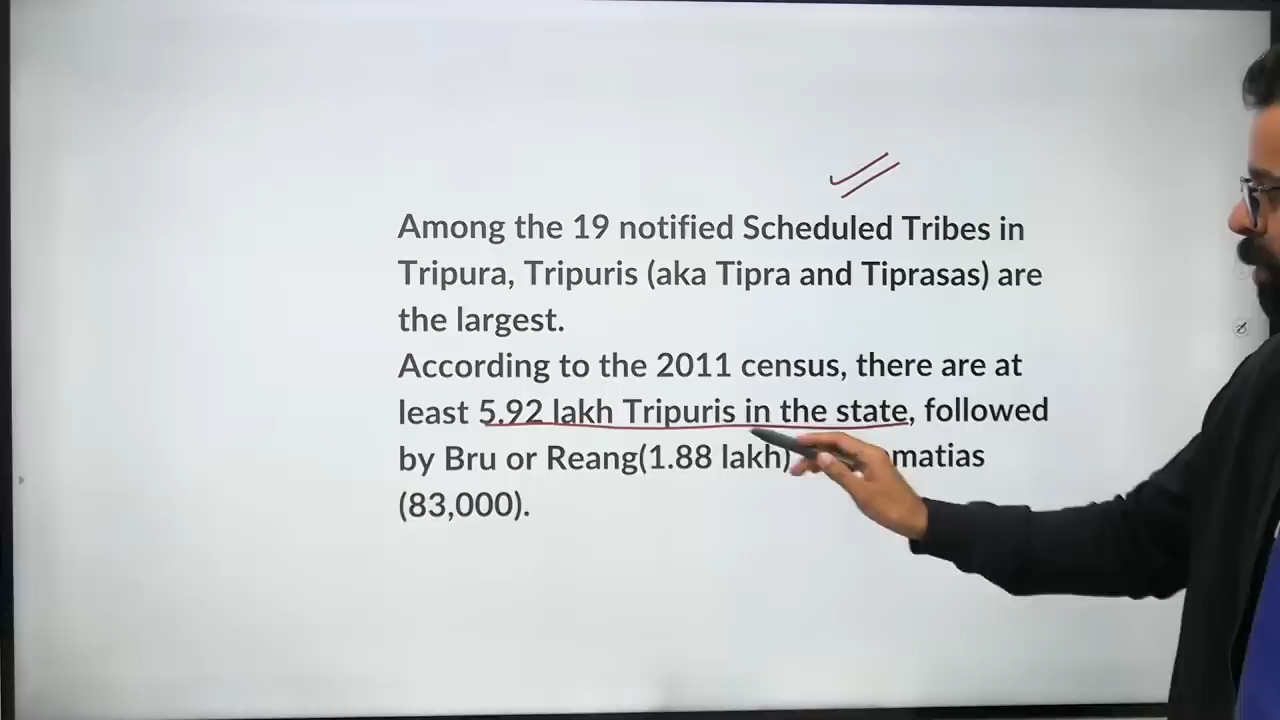 Among the 19 notified Scheduled Tribes in
Tripura, Tripuris (aka Tipra and Tiprasas) are
the largest.
According to the 2011 census, there are at
least 5.92 lakh Tripuris in the state, followed
by Bru or Reang(1.88 lakh)
(83,000).